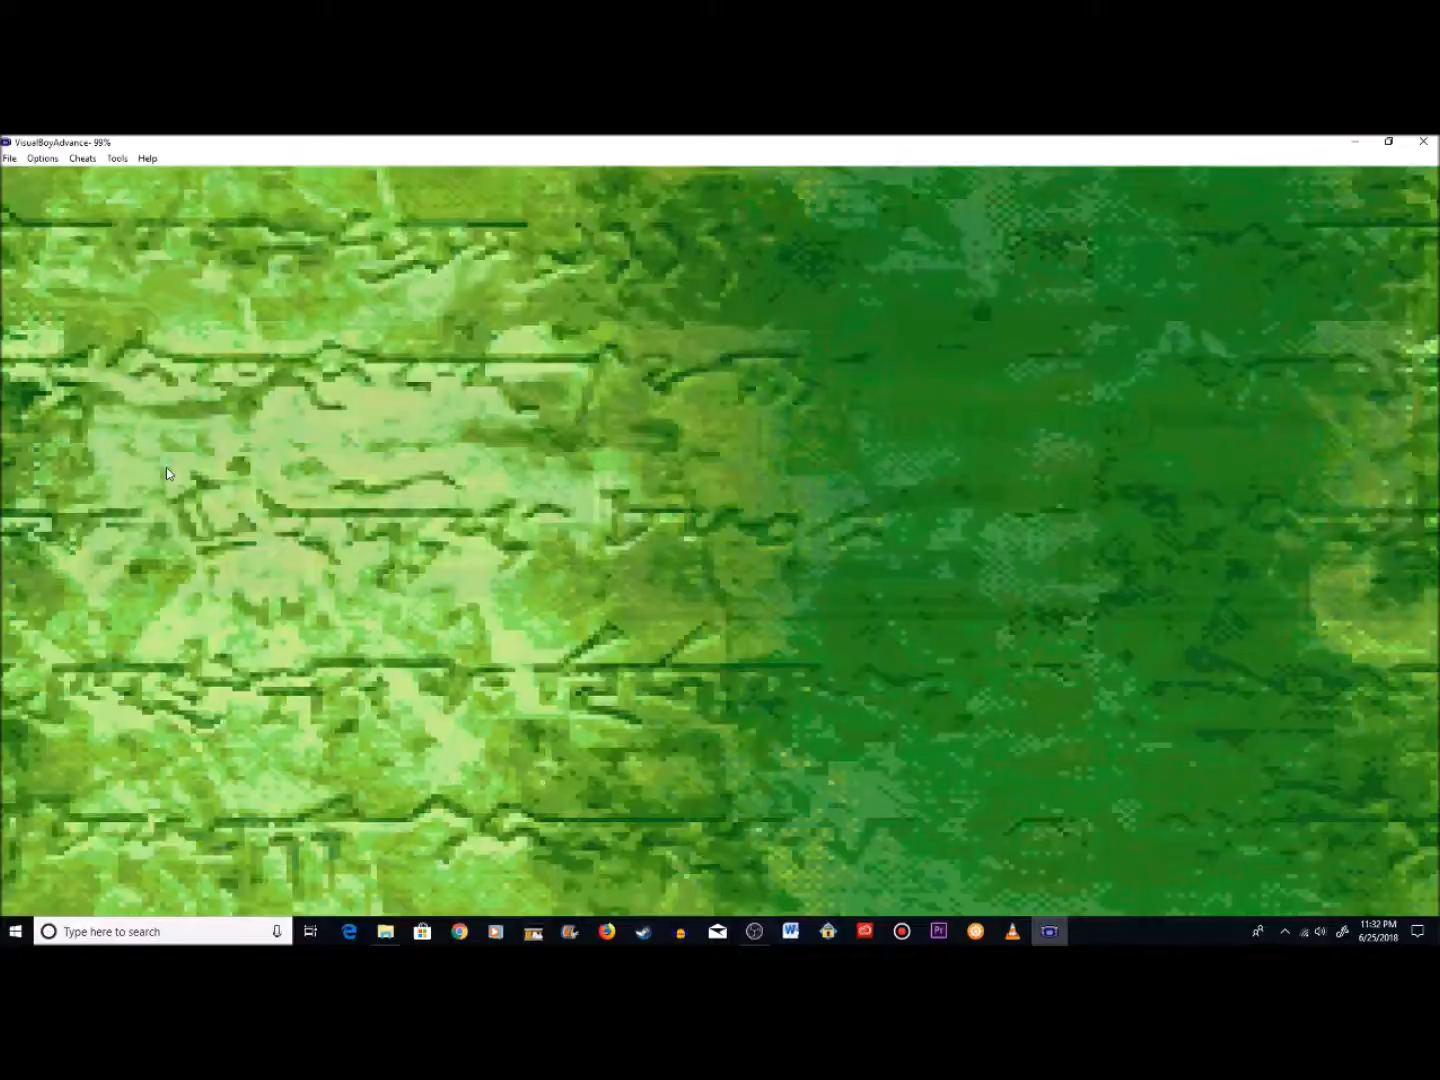 VisualBoyAdvance- 99%
File Options Cheats Tools Help
Type here to search
11:32 PM
6/25/2018